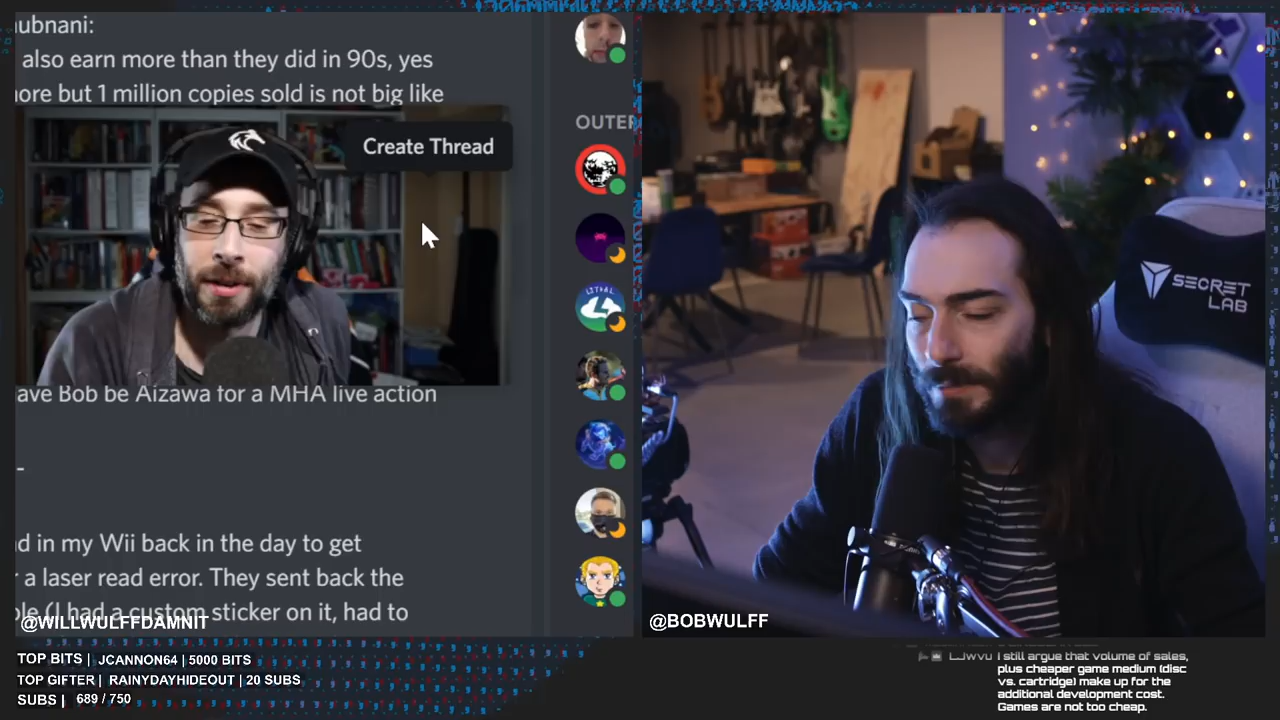 ubnani:
also earn more than they did in 90s, yes
ore but 1 million copies sold is not big like
Create Thread
OUTER
LETHAL
SECRET
LAB
ave Bob be Aizawa for a MHA live action
-
d in my Wii back in the day to get
r a laser read error. They sent back the
ole (I had a custom sticker on it, had to
@WILLWULFFDAMNIT
@BOBWULFF
TOP BITS | JCANNON64 | 5000 BITS
TOP GIFTER | RAINYDAYHIDEOUT | 20 SUBS
SUBS | 689 / 750
I still argue that volume of sales,
plus cheaper game medium (disc
vs. cartridge) make up for the
additional development cost.
Games are not too cheap.